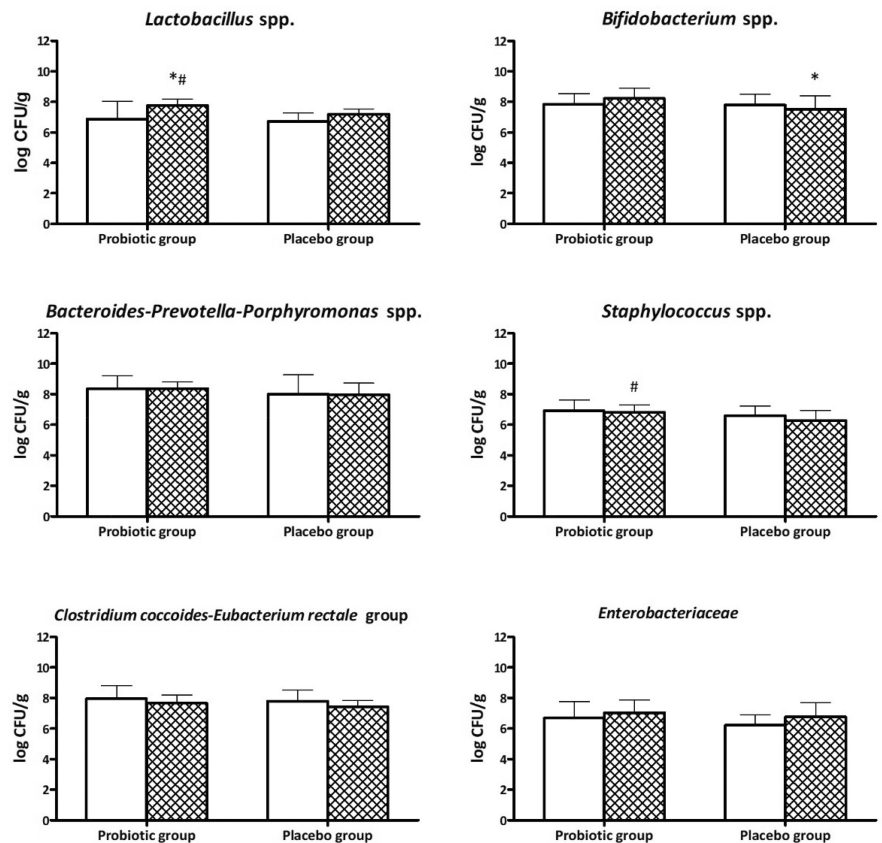 Lactobacillus spp.
12
10
8
6
4
2
0
log CFU/g
*#
Probiotic group
Placebo group
Bifidobacterium spp.
12
10
8
6
4
2
0
log CFU/g
*
Probiotic group
Placebo group
Bacteroides-Prevotella-Porphyromonas spp.
12
10
8
6
4
2
0
log CFU/g
Probiotic group
Placebo group
Staphylococcus spp.
12
10
8
6
4
2
0
log CFU/g
#
Probiotic group
Placebo group
Clostridium coccoides-Eubacterium rectale group
12
10
8
6
4
2
0
log CFU/g
Probiotic group
Placebo group
Enterobacteriaceae
12
10
8
6
4
2
0
log CFU/g
Probiotic group
Placebo group